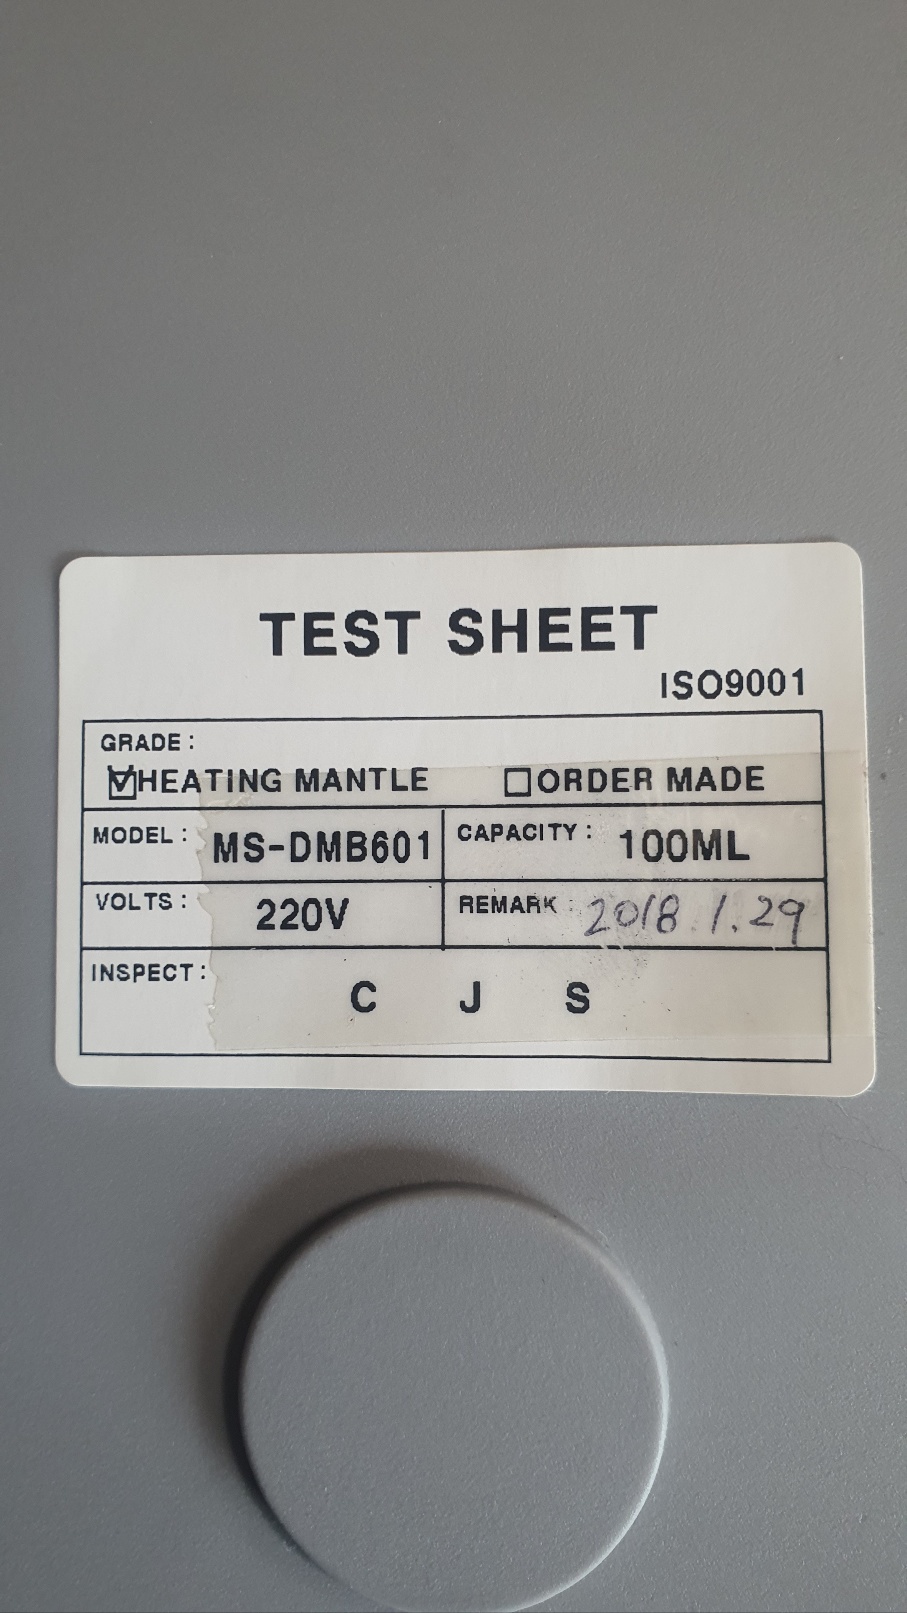 TEST SHEET
ISO9001
GRADE :
☑HEATING MANTLE ☐ORDER MADE
MODEL : MS-DMB601 CAPACITY : 100ML
VOLTS : 220V REMARK : 2018.1.29
INSPECT : C J S